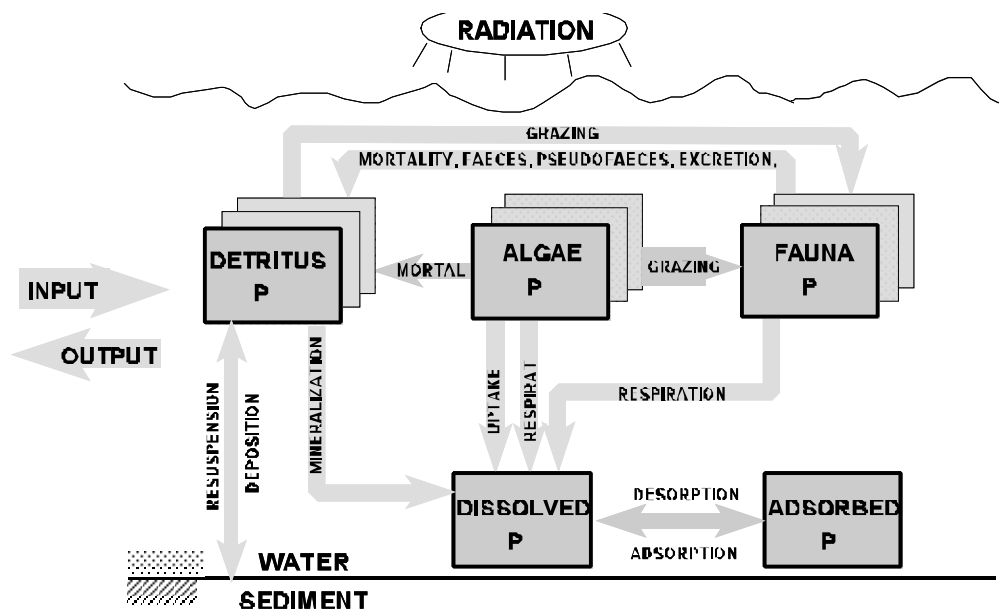 RADIATION
GRAZING
MORTALITY, FAECES, PSEUDOFAECES, EXCRETION,
DETRITUS
P
MORTAL
ALGAE
P
GRAZING
FAUNA
P
INPUT
OUTPUT
RESUSPENSION
DEPOSITION
MINERALIZATION
UPTAKE
RESPIRAT
RESPIRATION
DISSOLVED
P
DESORPTION
ADSORPTION
ADSORBED
P
WATER
SEDIMENT